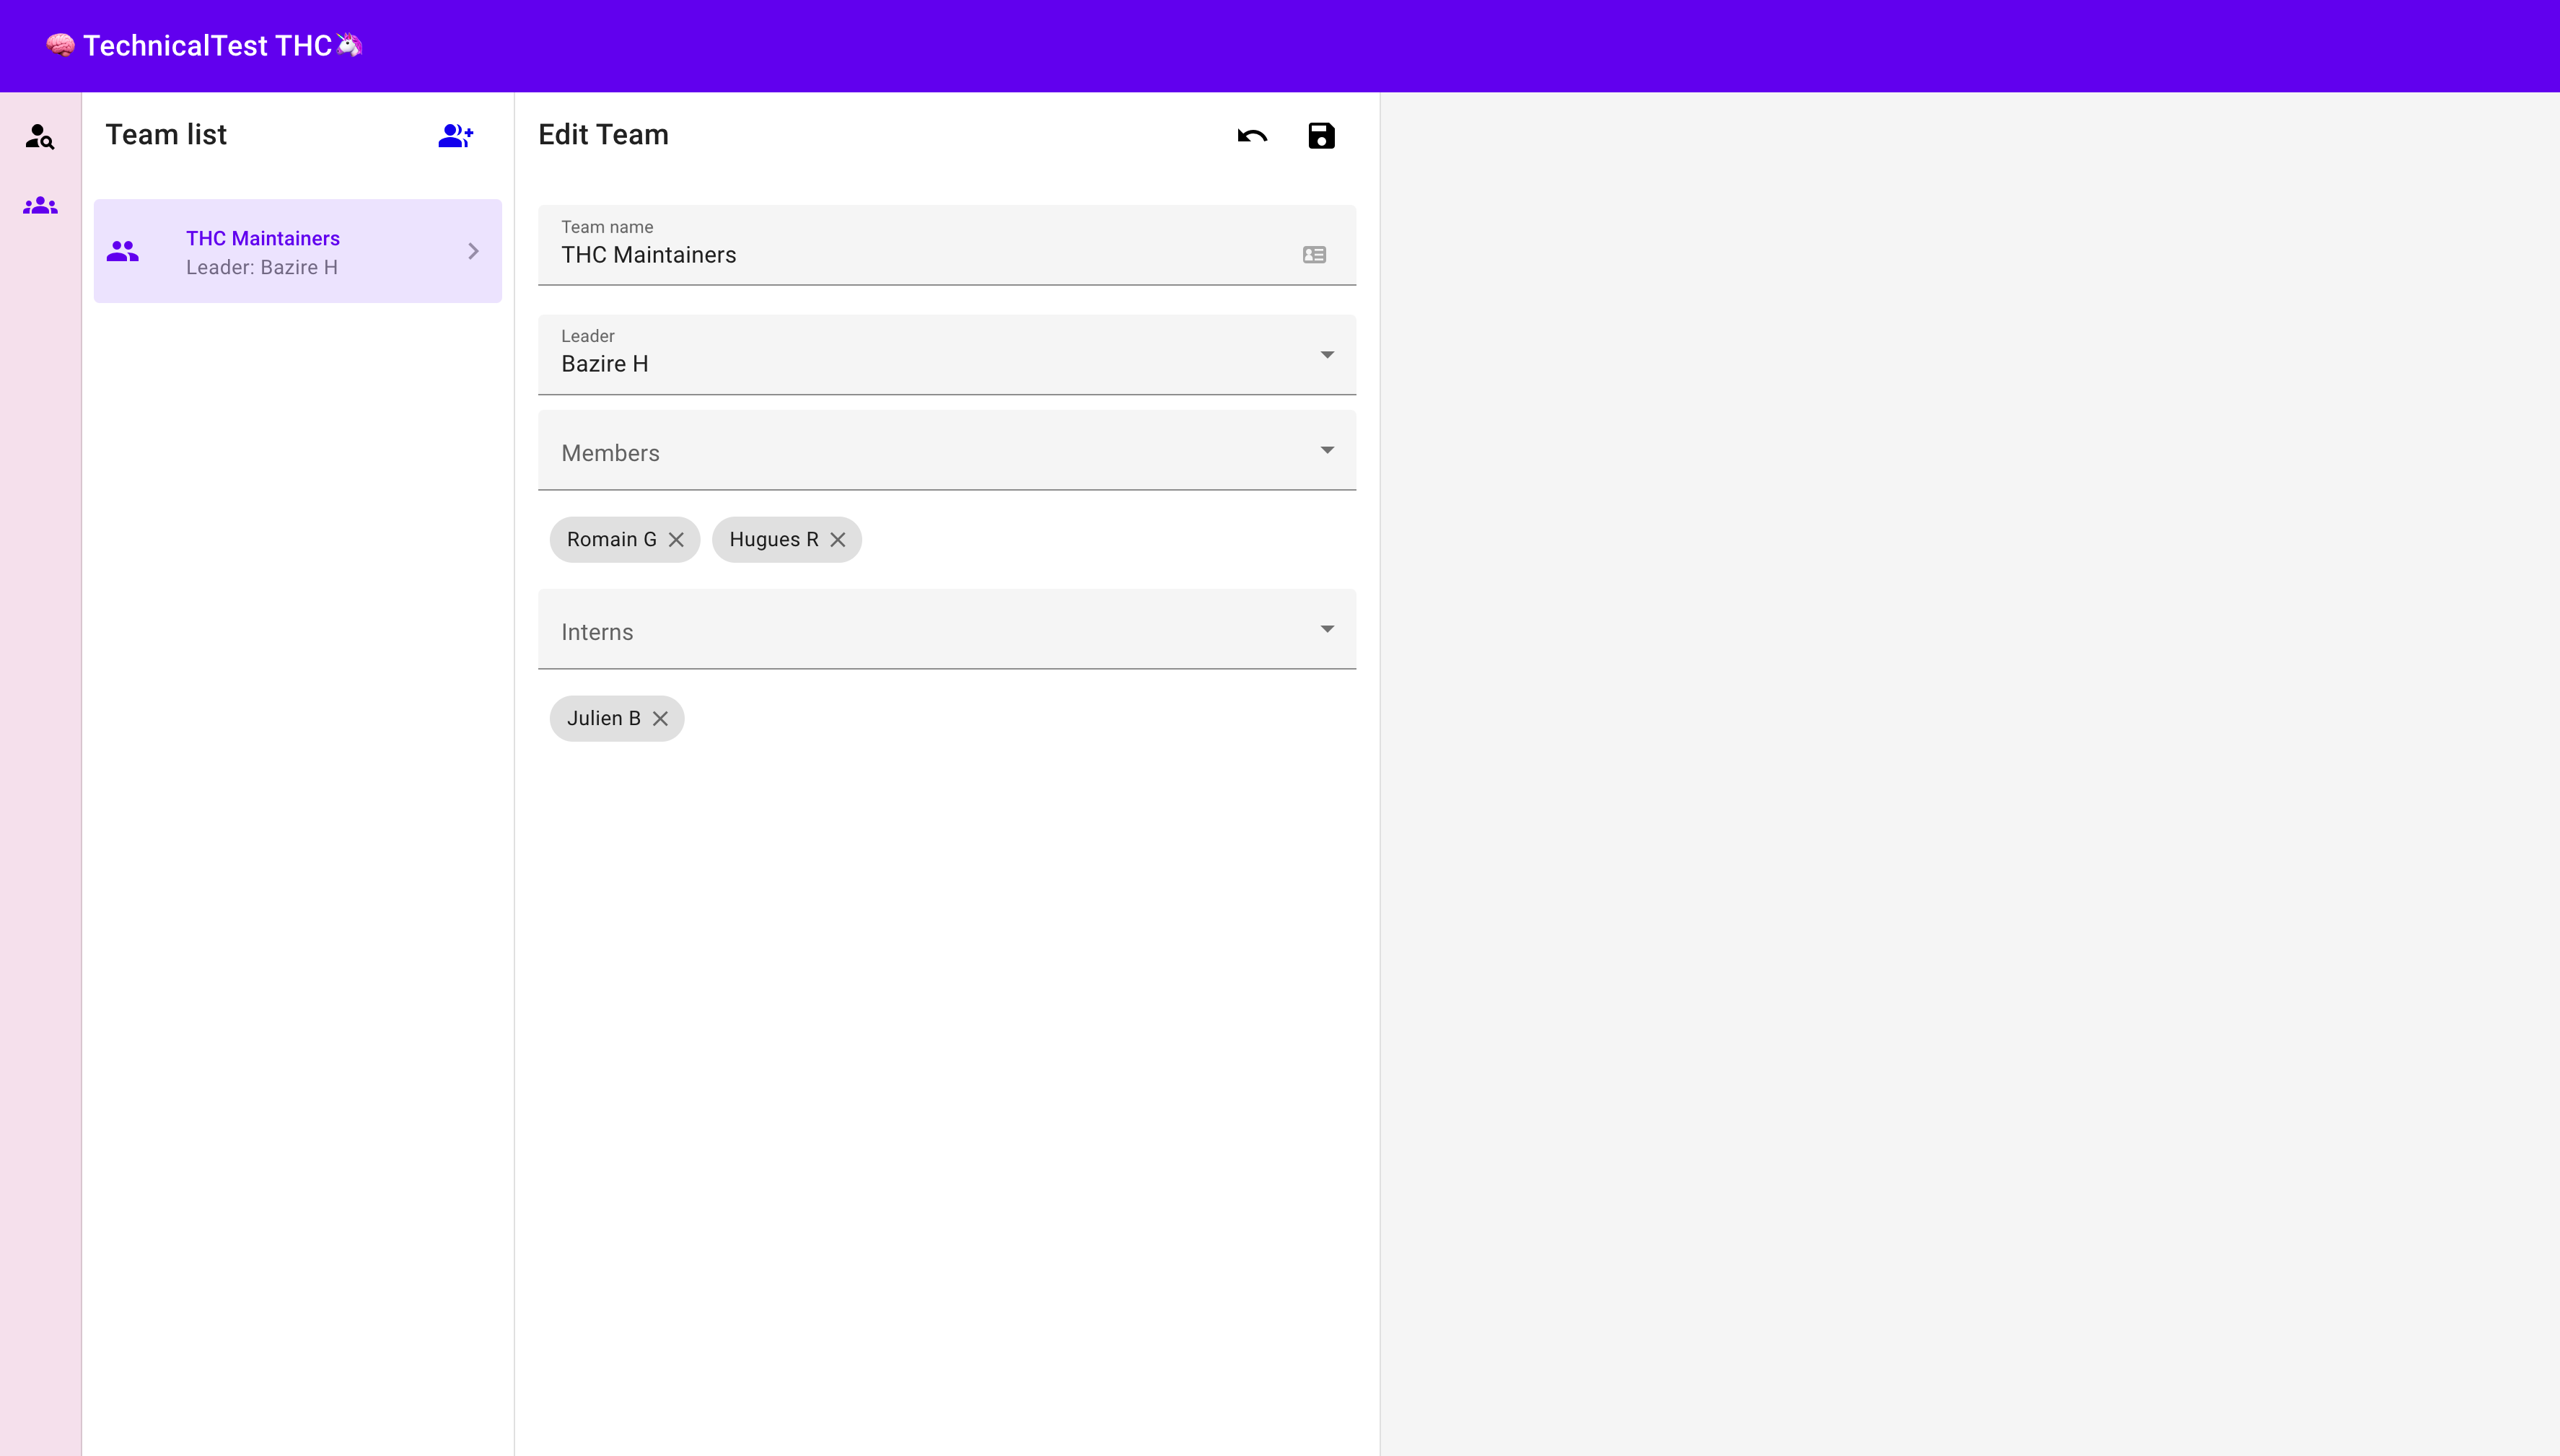 TechnicalTest THC
Team list
THC Maintainers
Leader: Bazire H
Edit Team
Team name
THC Maintainers
Leader
Bazire H
Members
Romain G
Hugues R
Interns
Julien B